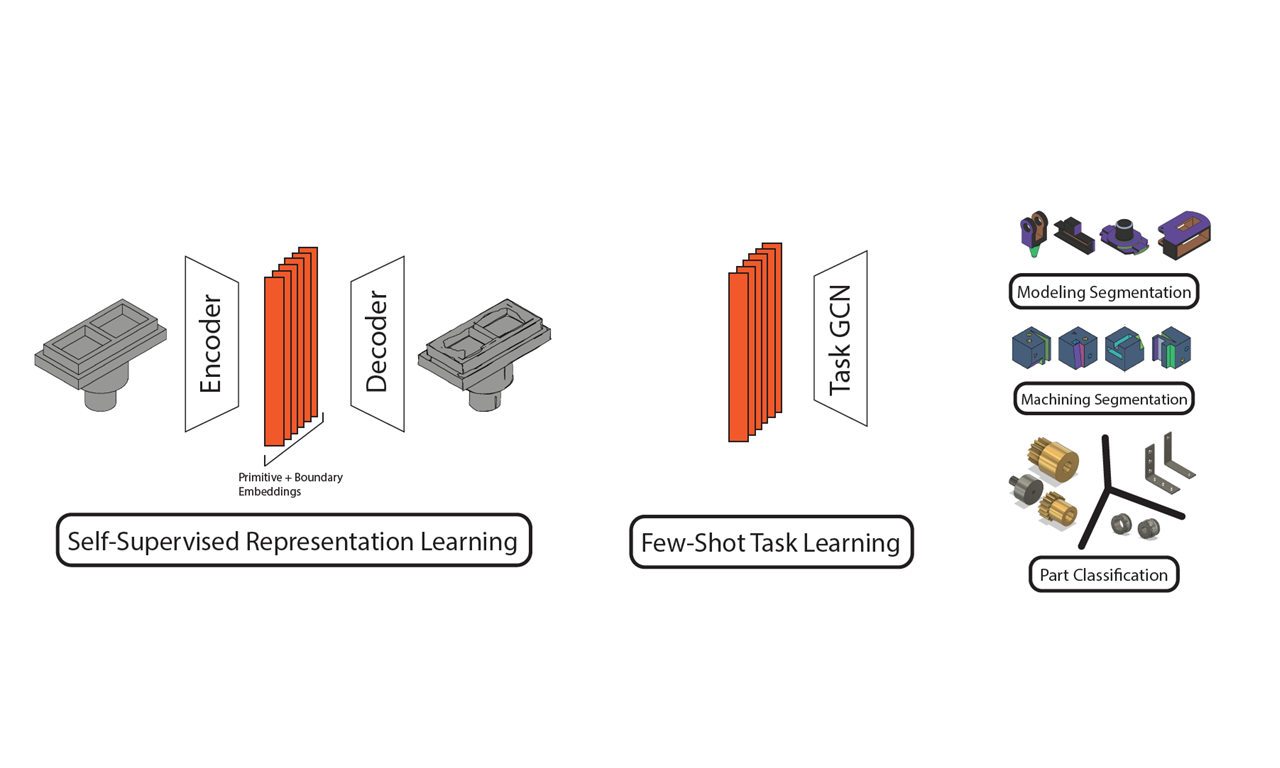 Encoder
Decoder
Primitive + Boundary
Embeddings
Self-Supervised Representation Learning
Task GCN
Few-Shot Task Learning
Modeling Segmentation
Machining Segmentation
Part Classification